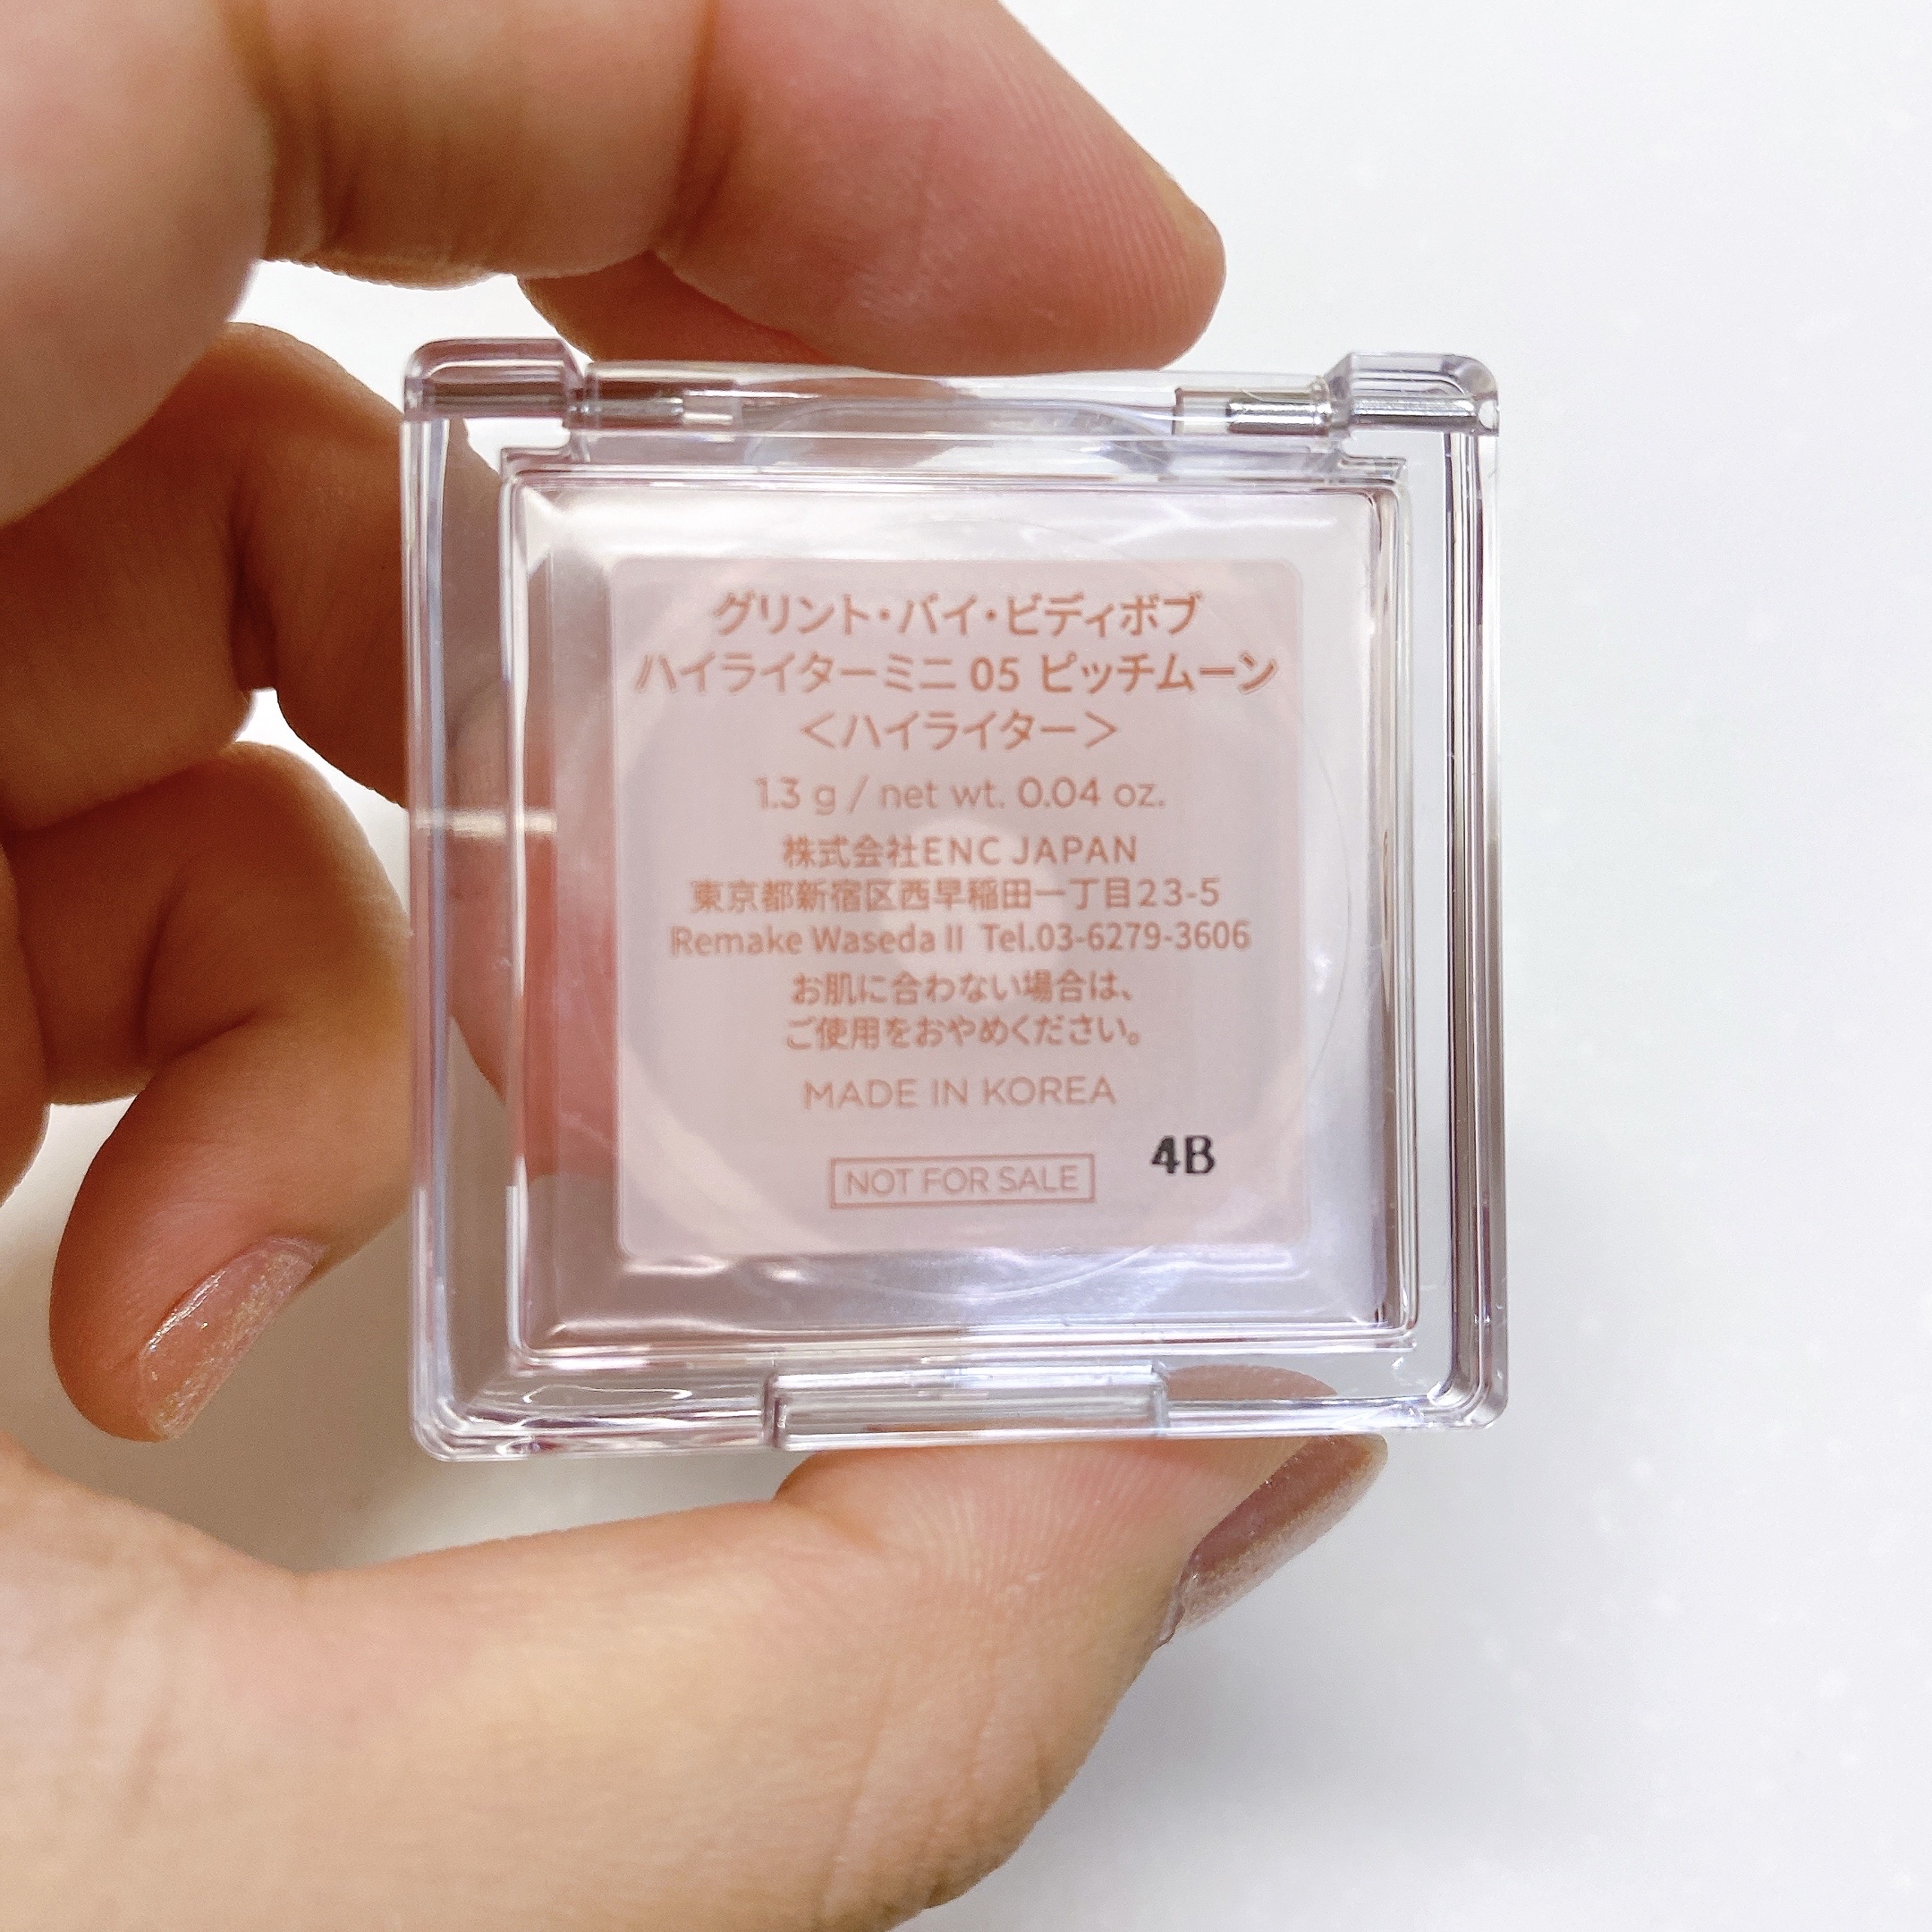 グリント・バイ・ビディボブ
ハイライターミニ 05 ピッチムーン
＜ハイライター＞
1.3 g / net wt. 0.04 oz.
株式会社ENC JAPAN
東京都新宿区西早稲田一丁目23-5
Remake Waseda II Tel.03-6279-3606
お肌に合わない場合は、
ご使用をおやめください。
MADE IN KOREA
4B
NOT FOR SALE